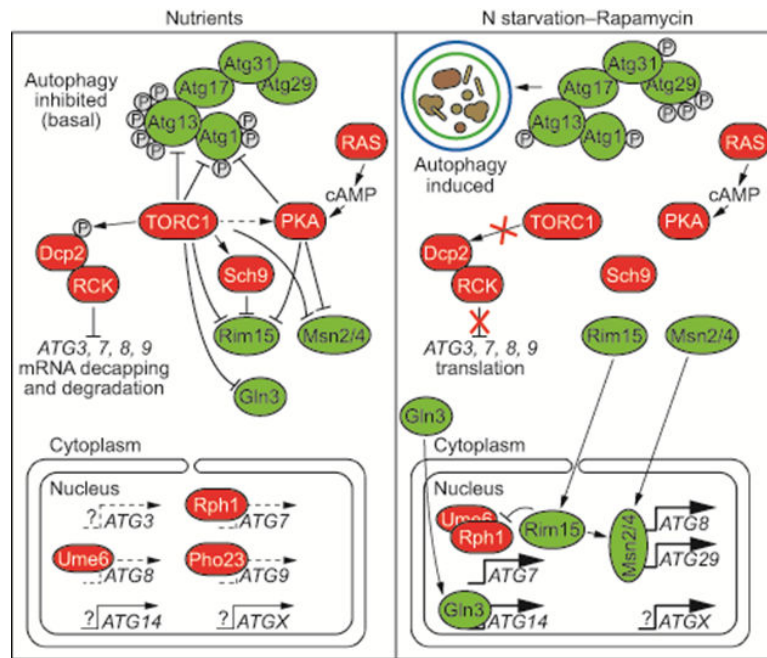 Nutrients
Autophagy
inhibited
(basal)
Atg31
Atg17
Atg29
Atg13
Atg1
P
P
P
P
P
P
P
P
P
P
RAS
cAMP
TORC1
PKA
P
Dcp2
RCK
Sch9
Rim15
Msn2/4
ATG3, 7, 8, 9
mRNA decapping
and degradation
Gln3
Cytoplasm
Nucleus
? ATG3
Rph1
ATG7
Ume6
ATG8
Pho23
ATG9
? ATG14
? ATGX
N starvation–Rapamycin
P
Atg31
Atg17
Atg29
P
P
P
Atg13
Atg1
P
P
Autophagy
induced
RAS
cAMP
TORC1
PKA
Dcp2
RCK
Sch9
ATG3, 7, 8, 9
translation
Rim15
Msn2/4
Gln3
Cytoplasm
Nucleus
Ume6
Rph1
Rim15
Msn2/4
ATG8
ATG29
ATG7
Gln3
ATG14
? ATGX